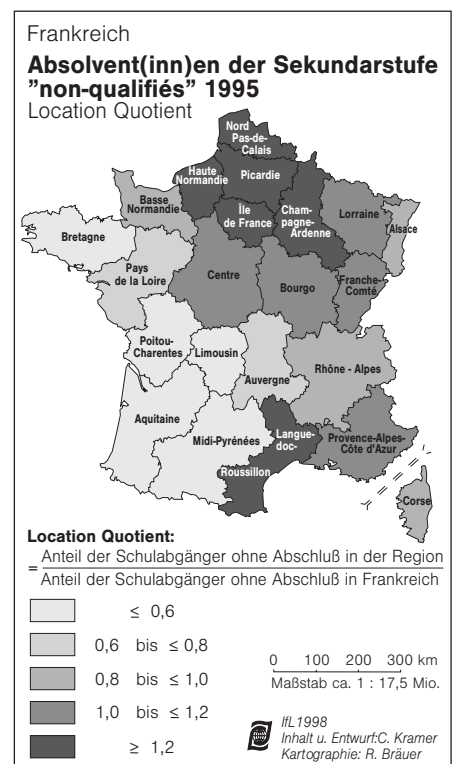 Frankreich
Absolvent(inn)en der Sekundarstufe
"non-qualifiés" 1995
Location Quotient
Nord
Pas-de-
Calais
Haute
Normandie
Picardie
Basse
Normandie
Île
de France
Cham-
pagne-
Ardenne
Lorraine
Alsace
Bretagne
Pays
de la Loire
Centre
Bourgo
Franche-
Comté
Poitou-
Charentes
Limousin
Auvergne
Rhône - Alpes
Aquitaine
Midi-Pyrénées
Langue-
doc-
Roussillon
Provence-Alpes-
Côte d'Azur
Corse
Location Quotient:
= Anteil der Schulabgänger ohne Abschluß in der Region
Anteil der Schulabgänger ohne Abschluß in Frankreich
≤ 0,6
0,6 bis ≤ 0,8
0,8 bis ≤ 1,0
1,0 bis ≤ 1,2
≥ 1,2
0 100 200 300 km
Maßstab ca. 1 : 17,5 Mio.
IfL1998
Inhalt u. Entwurf:C. Kramer
Kartographie: R. Bräuer